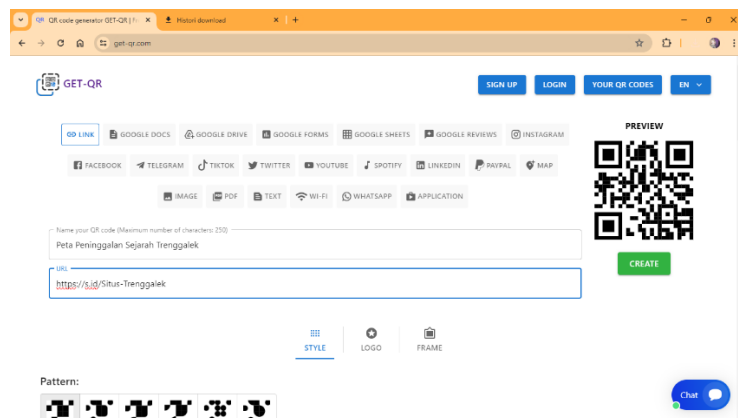 QR code generator GET-QR | F
Histori download
get-qr.com
GET-QR
SIGN UP
LOGIN
YOUR QR CODES
EN
LINK
GOOGLE DOCS
GOOGLE DRIVE
GOOGLE FORMS
GOOGLE SHEETS
GOOGLE REVIEWS
INSTAGRAM
FACEBOOK
TELEGRAM
TIKTOK
TWITTER
YOUTUBE
SPOTIFY
LINKEDIN
PAYPAL
MAP
IMAGE
PDF
TEXT
WI-FI
WHATSAPP
APPLICATION
PREVIEW
Name your QR code (Maximum number of characters: 250)
Peta Peninggalan Sejarah Trenggalek
URL
https://s.id/Situs-Trenggalek
CREATE
STYLE
LOGO
FRAME
Pattern:
Chat